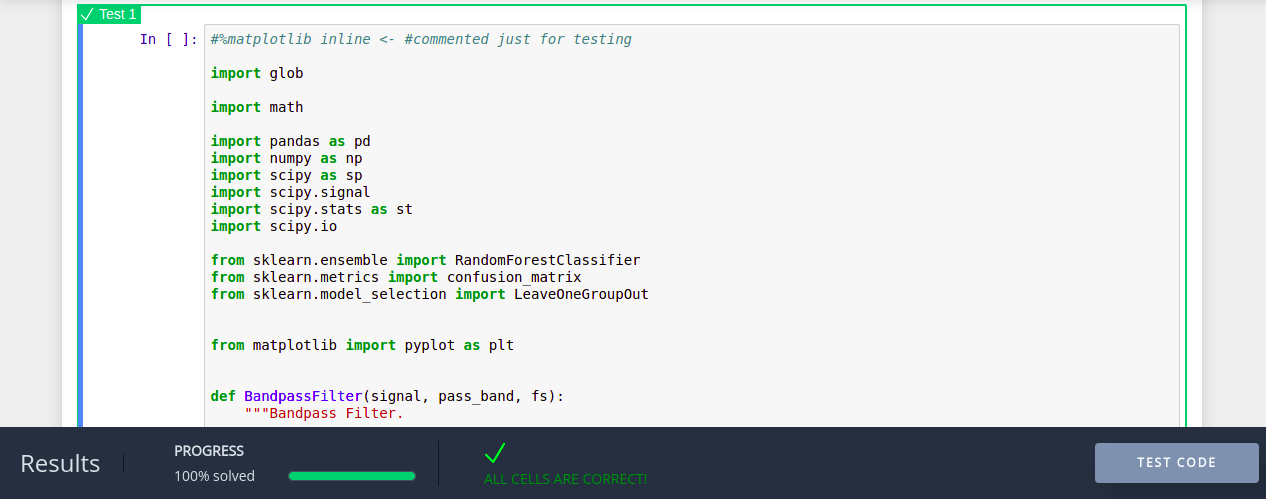 Test 1
In [ ]: #%matplotlib inline <- #commented just for testing
import glob
import math
import pandas as pd
import numpy as np
import scipy as sp
import scipy.signal
import scipy.stats as st
import scipy.io
from sklearn.ensemble import RandomForestClassifier
from sklearn.metrics import confusion_matrix
from sklearn.model_selection import LeaveOneGroupOut
from matplotlib import pyplot as plt
def BandpassFilter(signal, pass_band, fs):
"""Bandpass Filter.
Results
PROGRESS
100% solved
ALL CELLS ARE CORRECT!
TEST CODE